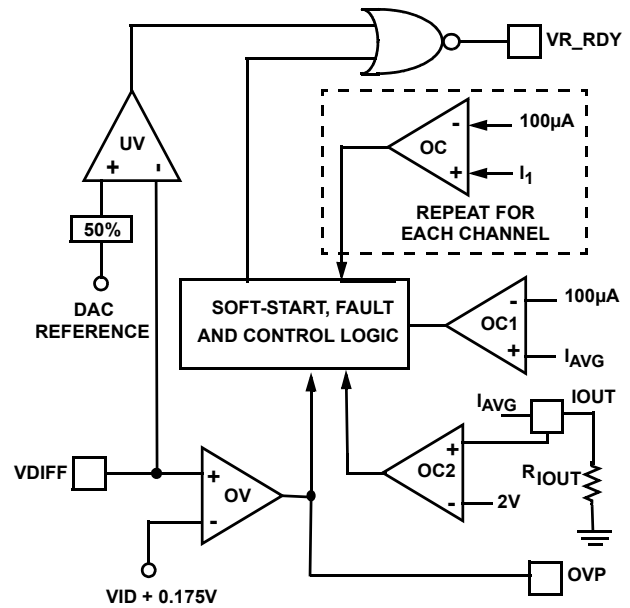 VR_RDY
UV
+ -
50%
DAC
REFERENCE
- 100µA
OC
+ I1
REPEAT FOR
EACH CHANNEL
SOFT-START, FAULT
AND CONTROL LOGIC
- 100µA
OC1
+ IAVG
IAVG IOUT
+
OC2
- 2V
RIOUT
VDIFF
+
OV
-
VID + 0.175V
OVP